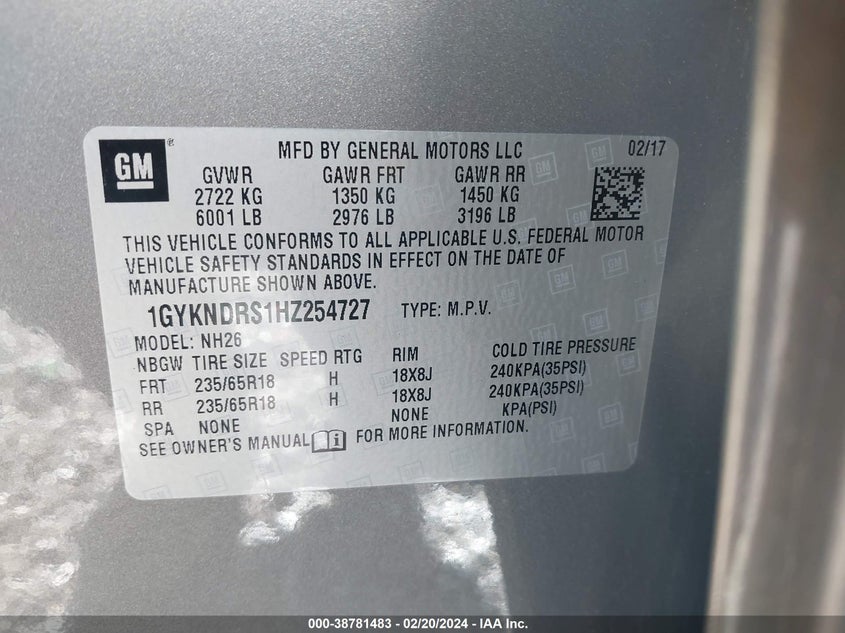 GM ® MFD BY GENERAL MOTORS LLC 02/17
GVWR GAWR FRT GAWR RR
2722 KG 1350 KG 1450 KG
6001 LB 2976 LB 3196 LB
THIS VEHICLE CONFORMS TO ALL APPLICABLE U.S. FEDERAL MOTOR
VEHICLE SAFETY STANDARDS IN EFFECT ON THE DATE OF
MANUFACTURE SHOWN ABOVE.
1GYKNDRS1HZ254727 TYPE: M.P.V.
MODEL: NH26
NBGW TIRE SIZE SPEED RTG RIM COLD TIRE PRESSURE
FRT 235/65R18 H 18X8J 240KPA(35PSI)
RR 235/65R18 H 18X8J 240KPA(35PSI)
SPA NONE NONE KPA(PSI)
SEE OWNER'S MANUAL i FOR MORE INFORMATION.
000-38781483 - 02/20/2024 - IAA Inc.